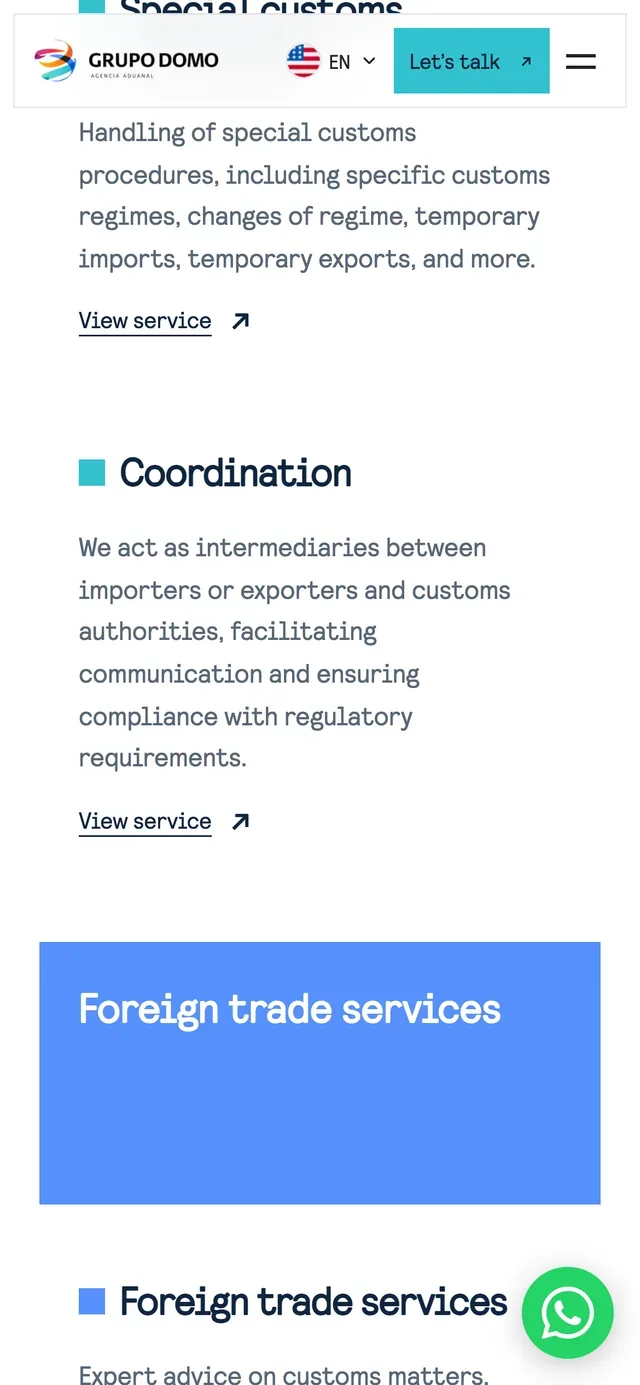 Special customs
GRUPO DOMO
AGENCIA ADUANAL
EN
Let's talk
Handling of special customs
procedures, including specific customs
regimes, changes of regime, temporary
imports, temporary exports, and more.
View service
Coordination
We act as intermediaries between
importers or exporters and customs
authorities, facilitating
communication and ensuring
compliance with regulatory
requirements.
View service
Foreign trade services
Foreign trade services
Expert advice on customs matters,